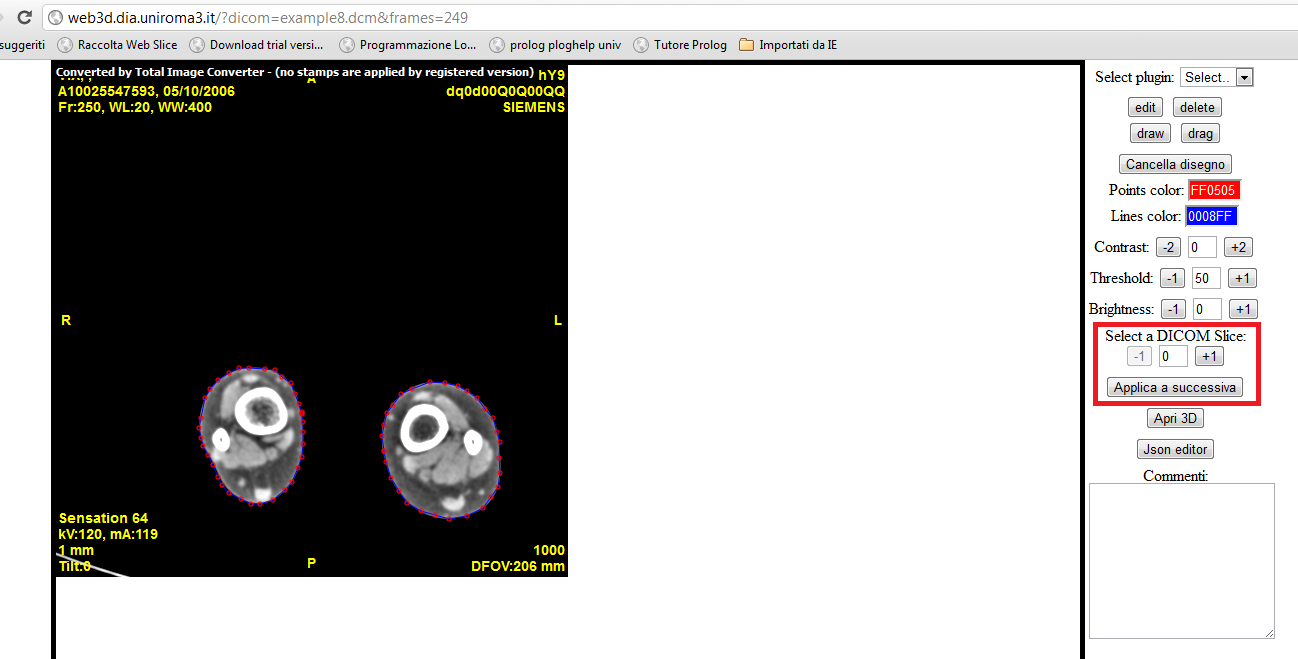 web3d.dia.uniroma3.it/?dicom=example8.dcm&frames=249
suggeriti Raccolta Web Slice Download trial versi... Programmazione Lo... prolog ploghelp univ Tutore Prolog Importati da IE
Converted by Total Image Converter - (no stamps are applied by registered version) hY9
A
A10025547593, 05/10/2006 dq0d00Q0Q00QQ
Fr:250, WL:20, WW:400 SIEMENS
R L
Sensation 64
kV:120, mA:119
1 mm 1000
Tilt:0 P DFOV:206 mm
Select plugin: Select..
edit delete
draw drag
Cancella disegno
Points color: FF0505
Lines color: 0008FF
Contrast: -2 0 +2
Threshold: -1 50 +1
Brightness: -1 0 +1
Select a DICOM Slice:
-1 0 +1
Applica a successiva
Apri 3D
Json editor
Commenti: